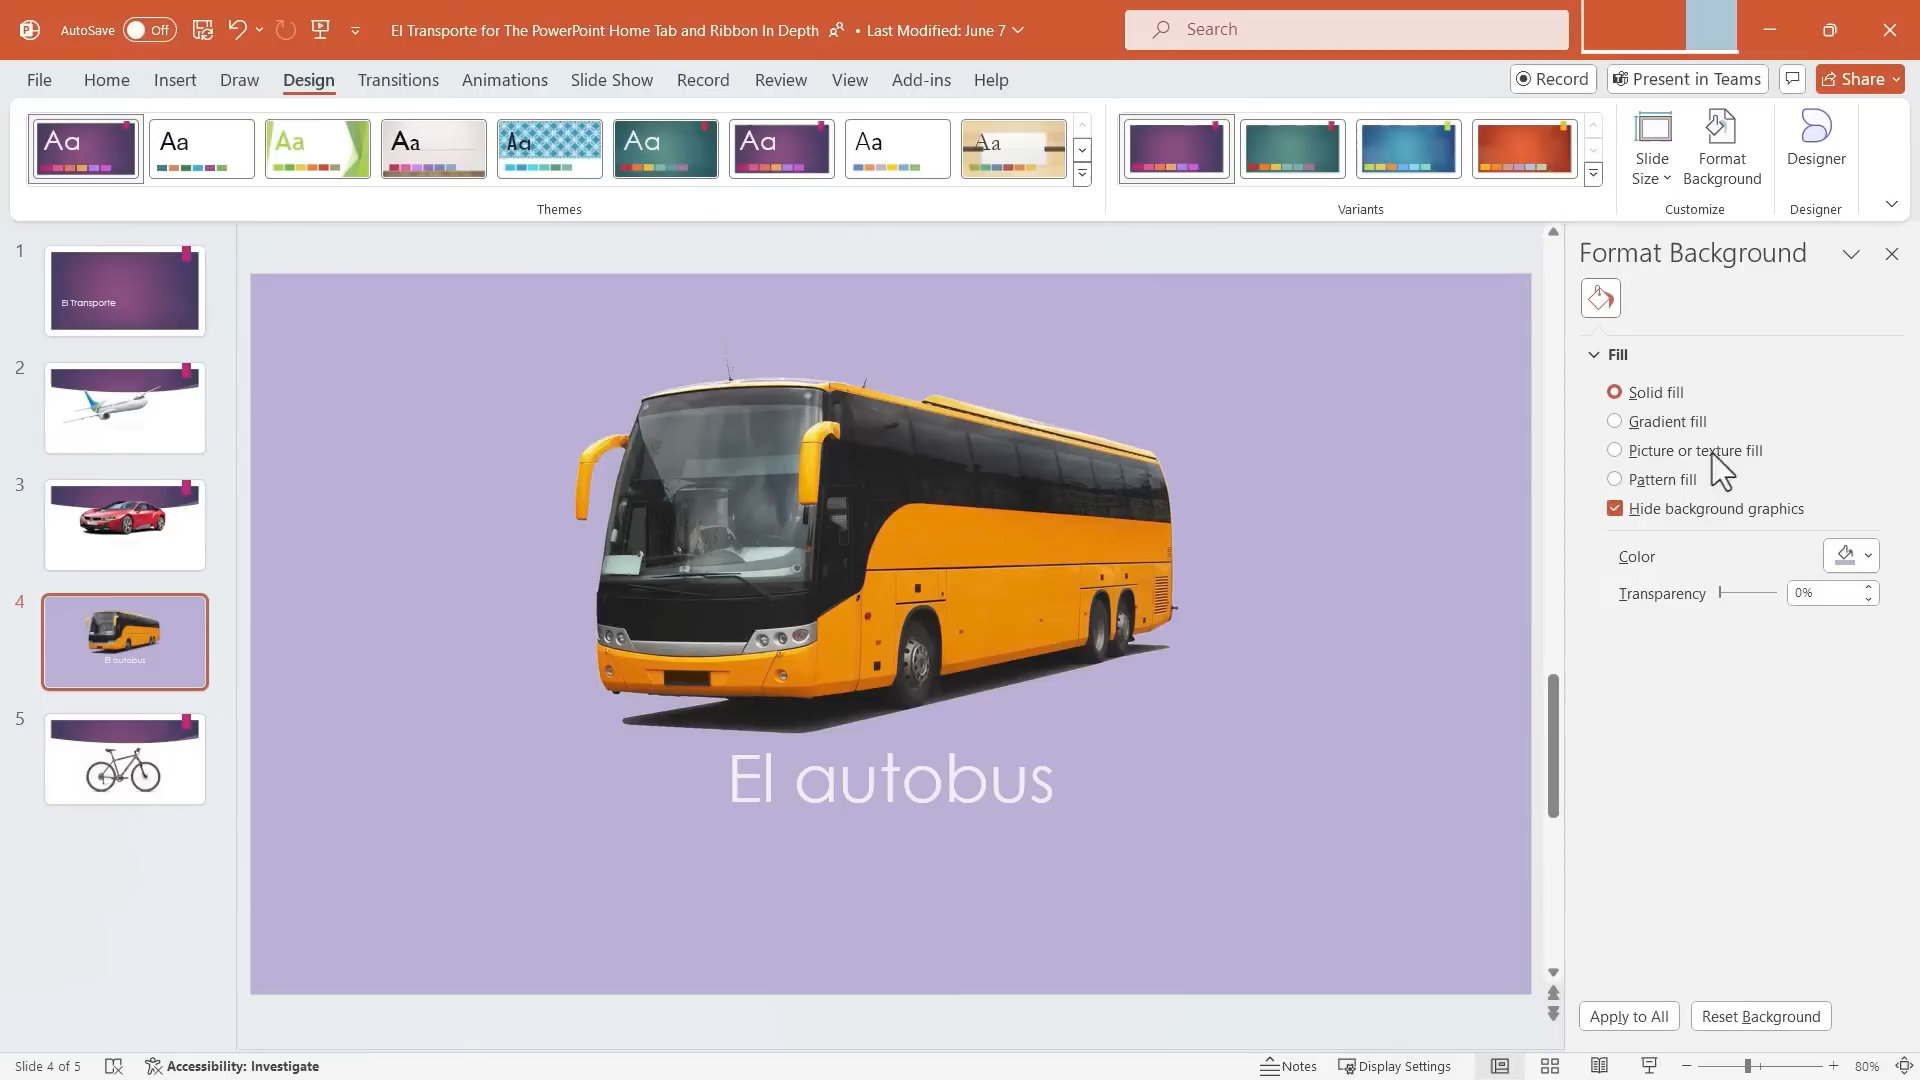 AutoSave Off El Transporte for The PowerPoint Home Tab and Ribbon In Depth • Last Modified: June 7 Search
File Home Insert Draw Design Transitions Animations Slide Show Record Review View Add-ins Help Record Present in Teams Share
Aa Aa Aa Aa Aa Aa Aa Aa Aa
Slide Size
Format Background
Designer
Themes Variants Customize Designer
1
El Transporte
2
3
4
El autobus
5
El autobus
Format Background
Fill
Solid fill
Gradient fill
Picture or texture fill
Pattern fill
Hide background graphics
Color
Transparency 0%
Apply to All Reset Background
Slide 4 of 5 Accessibility: Investigate Notes Display Settings 80%